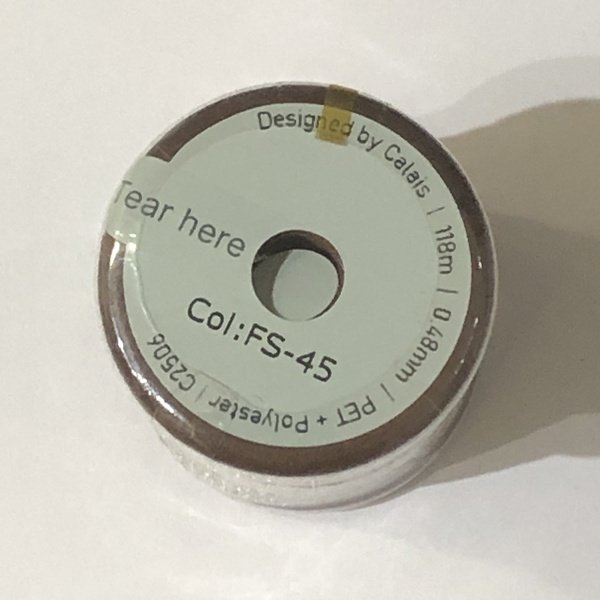 Designed by Calais | 118m | 0.48mm | PET + Polyester | C2506
Tear here
Col:FS-45